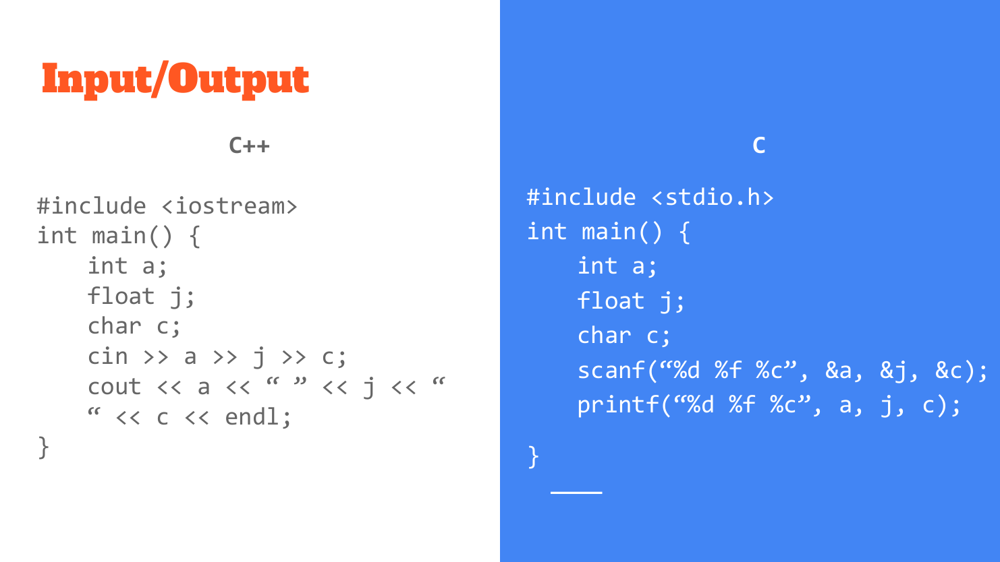 Input/Output
C++
#include <iostream>
int main() {
int a;
float j;
char c;
cin >> a >> j >> c;
cout << a << “ ” << j << “
“ << c << endl;
}
C
#include <stdio.h>
int main() {
int a;
float j;
char c;
scanf(“%d %f %c”, &a, &j, &c);
printf(“%d %f %c”, a, j, c);
}